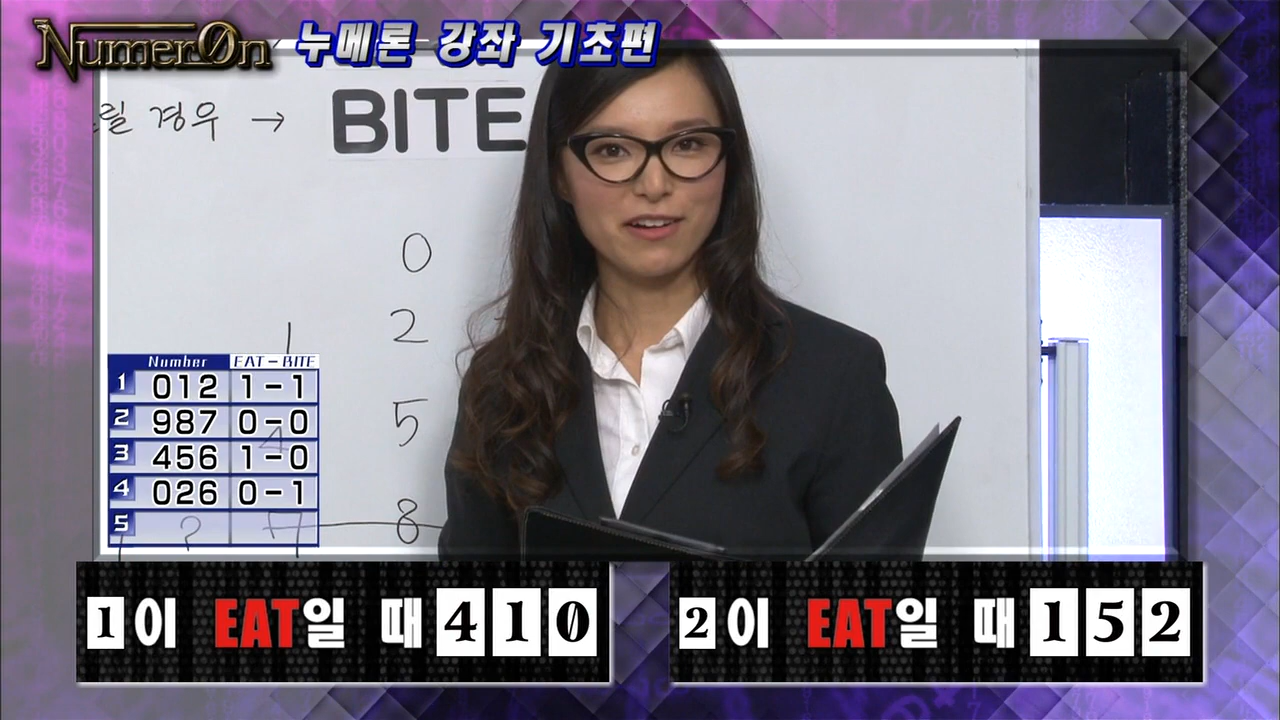 Numer0n 누메론 강좌 기초편
릴 경우 → BITE
0
1 2
5
8
Number EAT-BITE
1 012 1-1
2 987 0-0
3 456 1-0
4 026 0-1
5
?
1이 EAT일 때 410
2이 EAT일 때 152